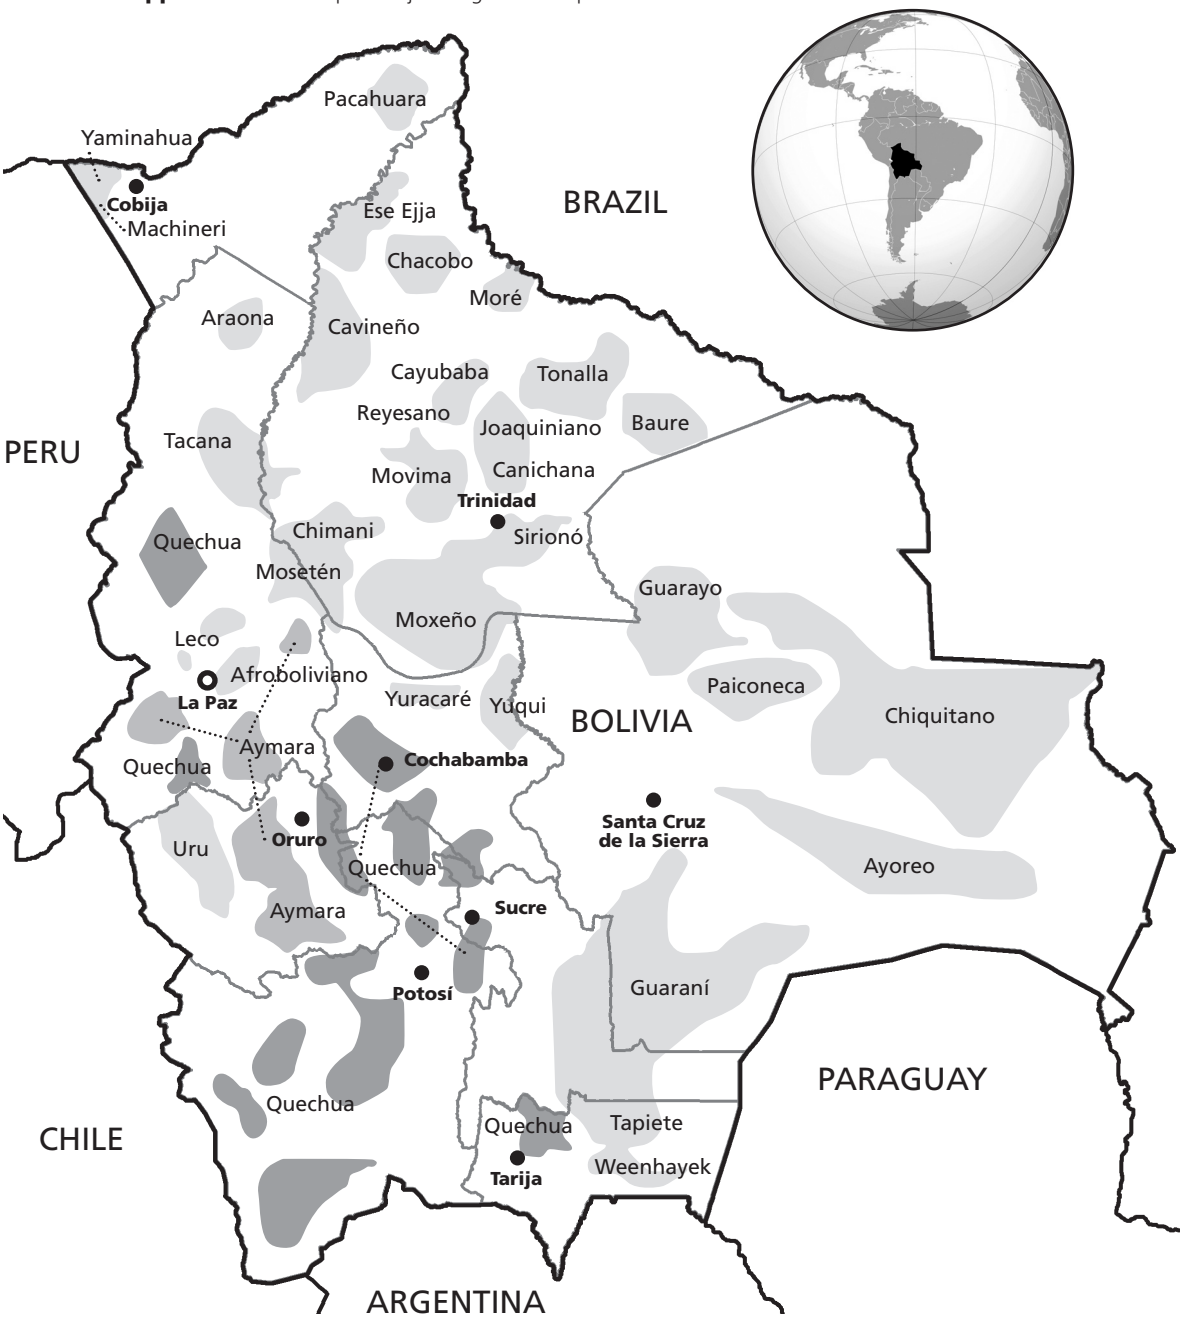 Pacahuara
Yaminahua
Cobija
Machineri
BRAZIL
Ese Ejja
Chacobo
Moré
Araona
Cavineño
Cayubaba
Tonalla
Reyesano
Joaquiniano
Baure
PERU
Tacana
Movima
Canichana
Trinidad
Quechua
Chimani
Sirionó
Mosetén
Guarayo
Moxeño
Leco
Afroboliviano
Paiconeca
La Paz
Yuracaré
Yuqui
BOLIVIA
Chiquitano
Aymara
Quechua
Cochabamba
Santa Cruz
de la Sierra
Oruro
Uru
Quechua
Ayoreo
Aymara
Sucre
Potosí
Guaraní
PARAGUAY
Quechua
CHILE
Quechua
Tapiete
Weenhayek
Tarija
ARGENTINA